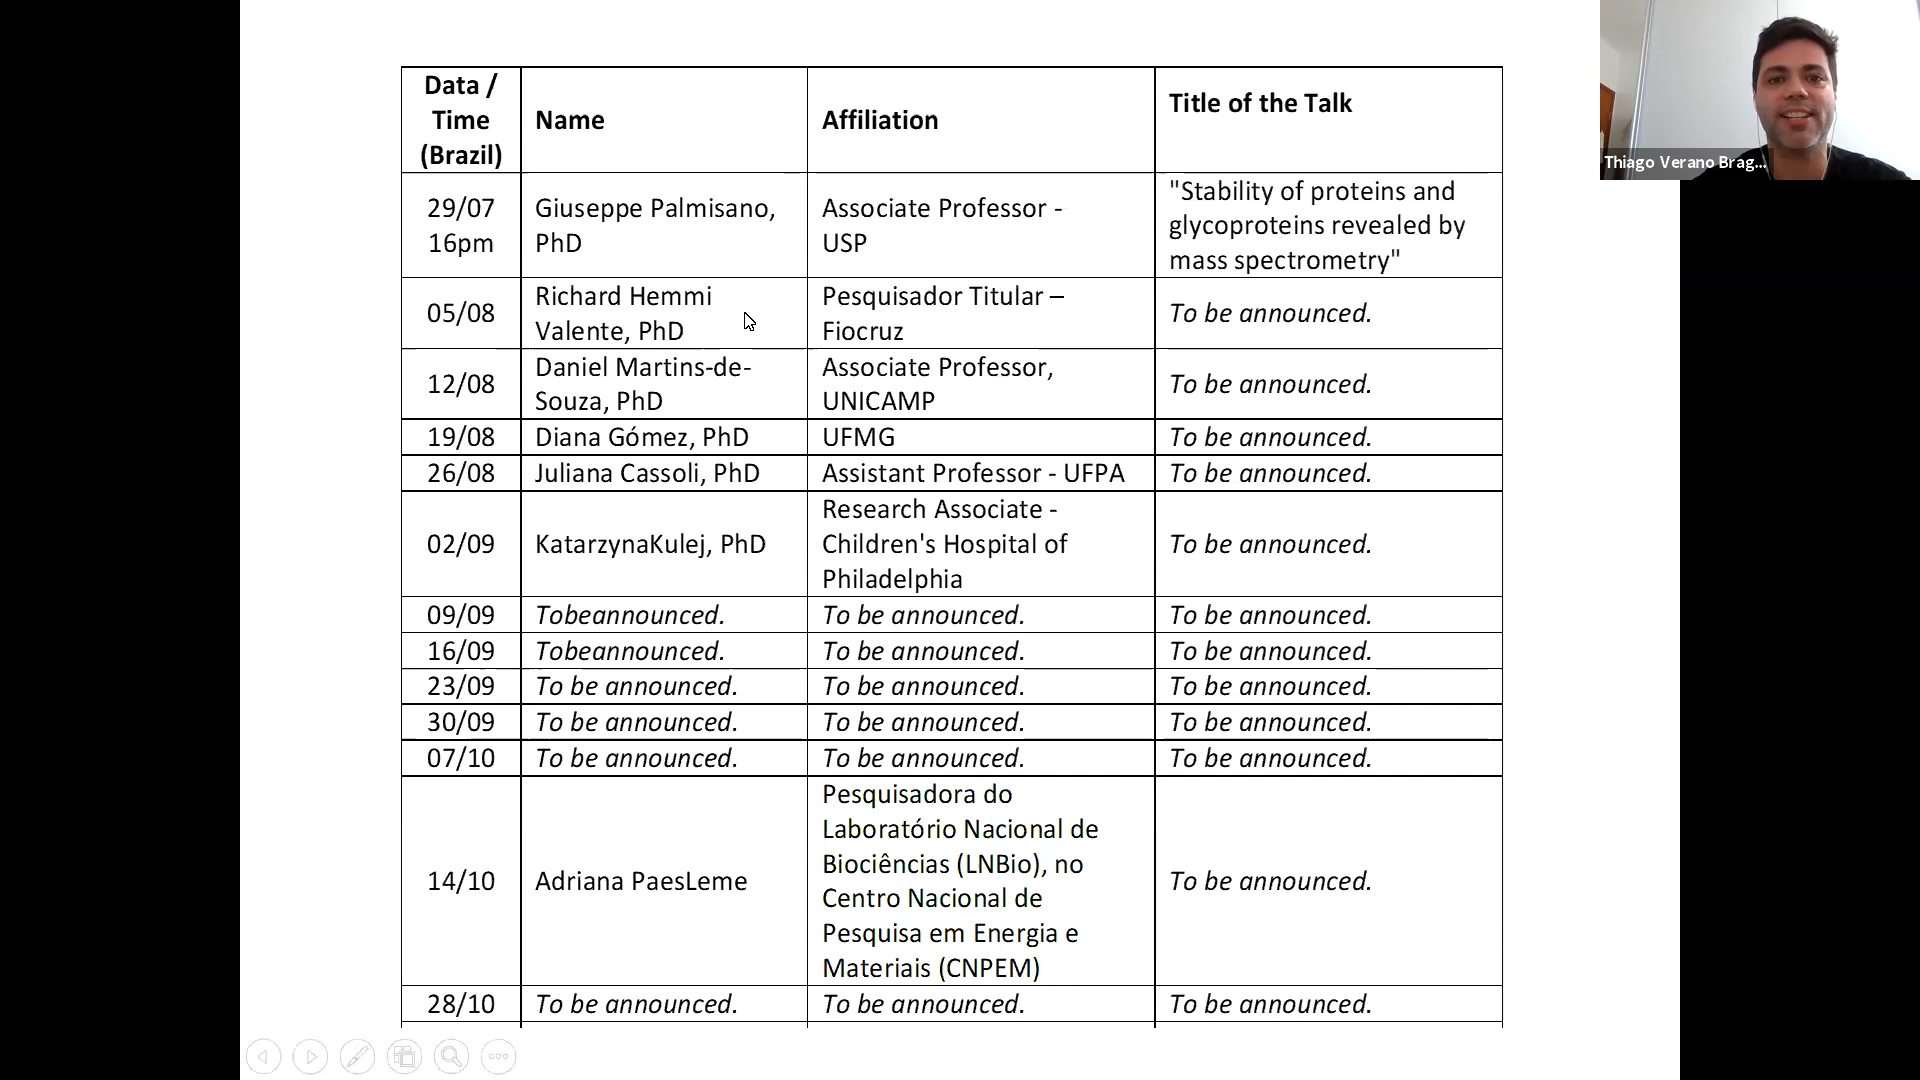 Data /
Time
(Brazil)
Name
Affiliation
Title of the Talk
29/07
16pm
Giuseppe Palmisano,
PhD
Associate Professor -
USP
"Stability of proteins and
glycoproteins revealed by
mass spectrometry"
05/08
Richard Hemmi
Valente, PhD
Pesquisador Titular –
Fiocruz
To be announced.
12/08
Daniel Martins-de-
Souza, PhD
Associate Professor,
UNICAMP
To be announced.
19/08
Diana Gómez, PhD
UFMG
To be announced.
26/08
Juliana Cassoli, PhD
Assistant Professor - UFPA
To be announced.
02/09
KatarzynaKulej, PhD
Research Associate -
Children's Hospital of
Philadelphia
To be announced.
09/09
Tobeannounced.
To be announced.
To be announced.
16/09
Tobeannounced.
To be announced.
To be announced.
23/09
To be announced.
To be announced.
To be announced.
30/09
To be announced.
To be announced.
To be announced.
07/10
To be announced.
To be announced.
To be announced.
14/10
Adriana PaesLeme
Pesquisadora do
Laboratório Nacional de
Biociências (LNBio), no
Centro Nacional de
Pesquisa em Energia e
Materiais (CNPEM)
To be announced.
28/10
To be announced.
To be announced.
To be announced.
Thiago Verano Brag...